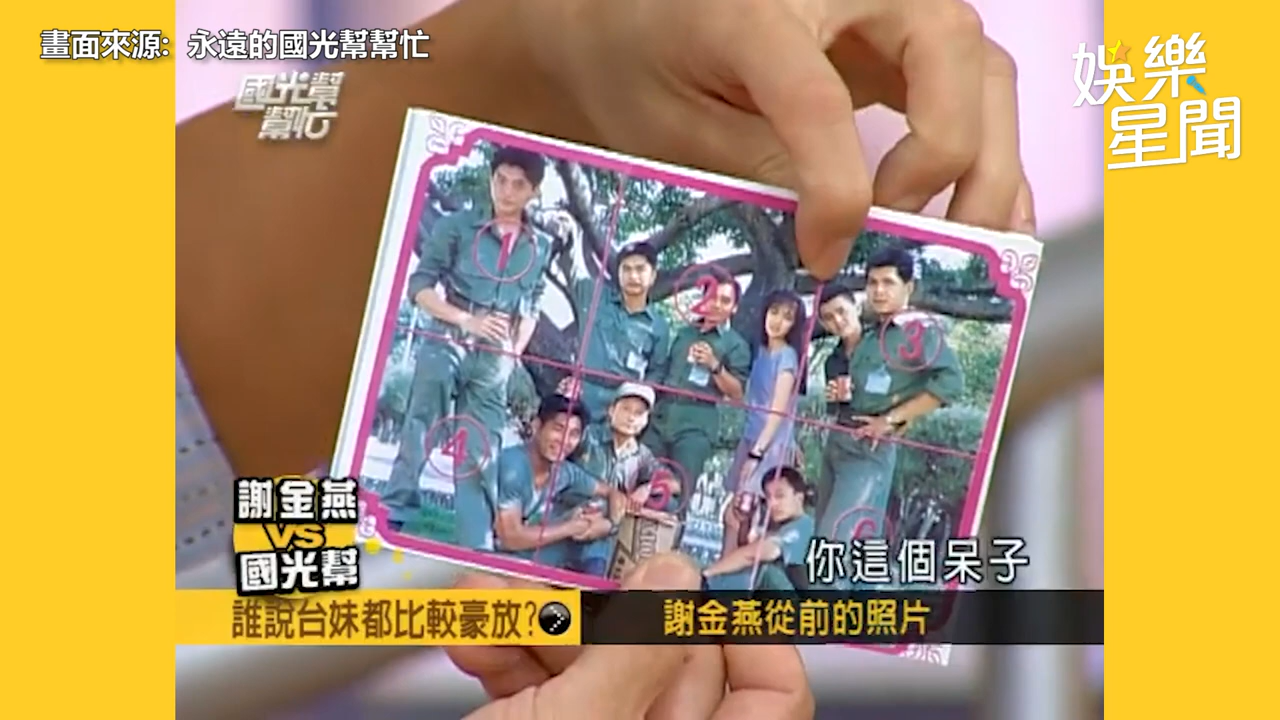 畫面來源: 永遠的國光幫幫忙
娛樂
星聞
國光幫
幫忙
1
2
3
4
5
6
謝金燕
VS
國光幫
你這個呆子
誰說台妹都比較豪放?
謝金燕從前的照片